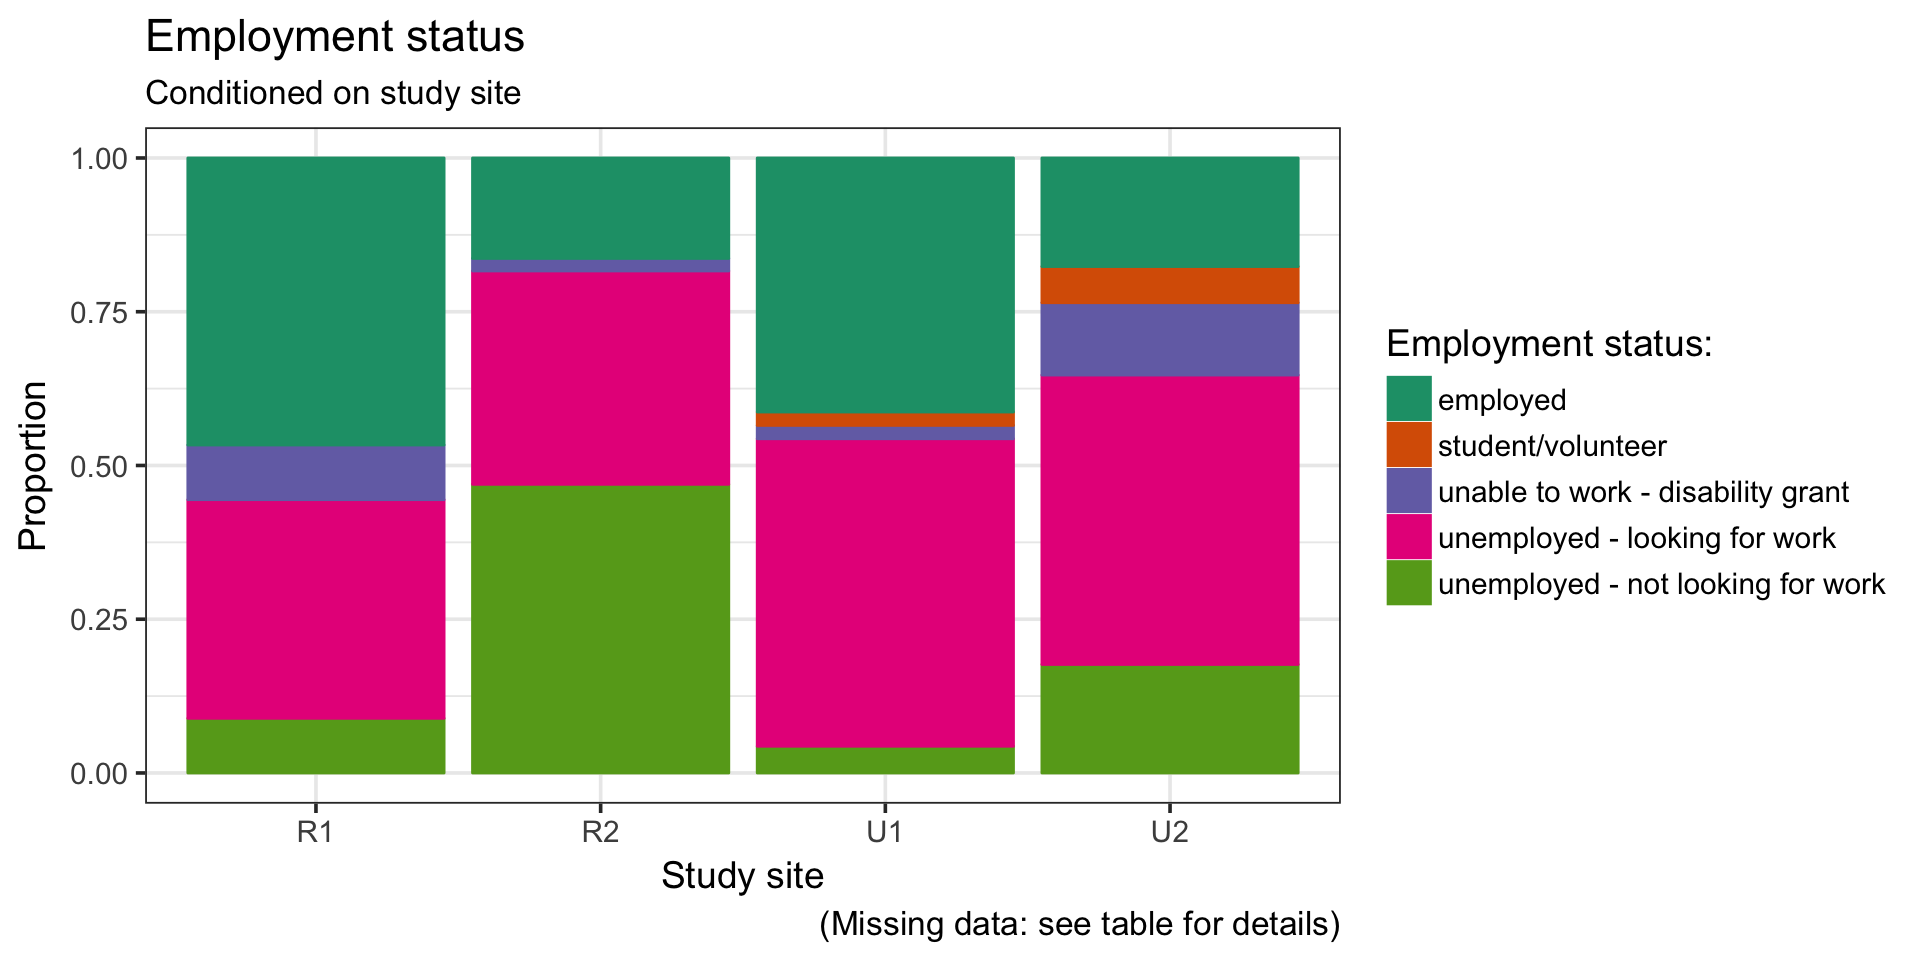 Employment status
Conditioned on study site
Proportion
1.00
0.75
0.50
0.25
0.00
R1 R2 U1 U2
Study site
(Missing data: see table for details)
Employment status:
employed
student/volunteer
unable to work - disability grant
unemployed - looking for work
unemployed - not looking for work